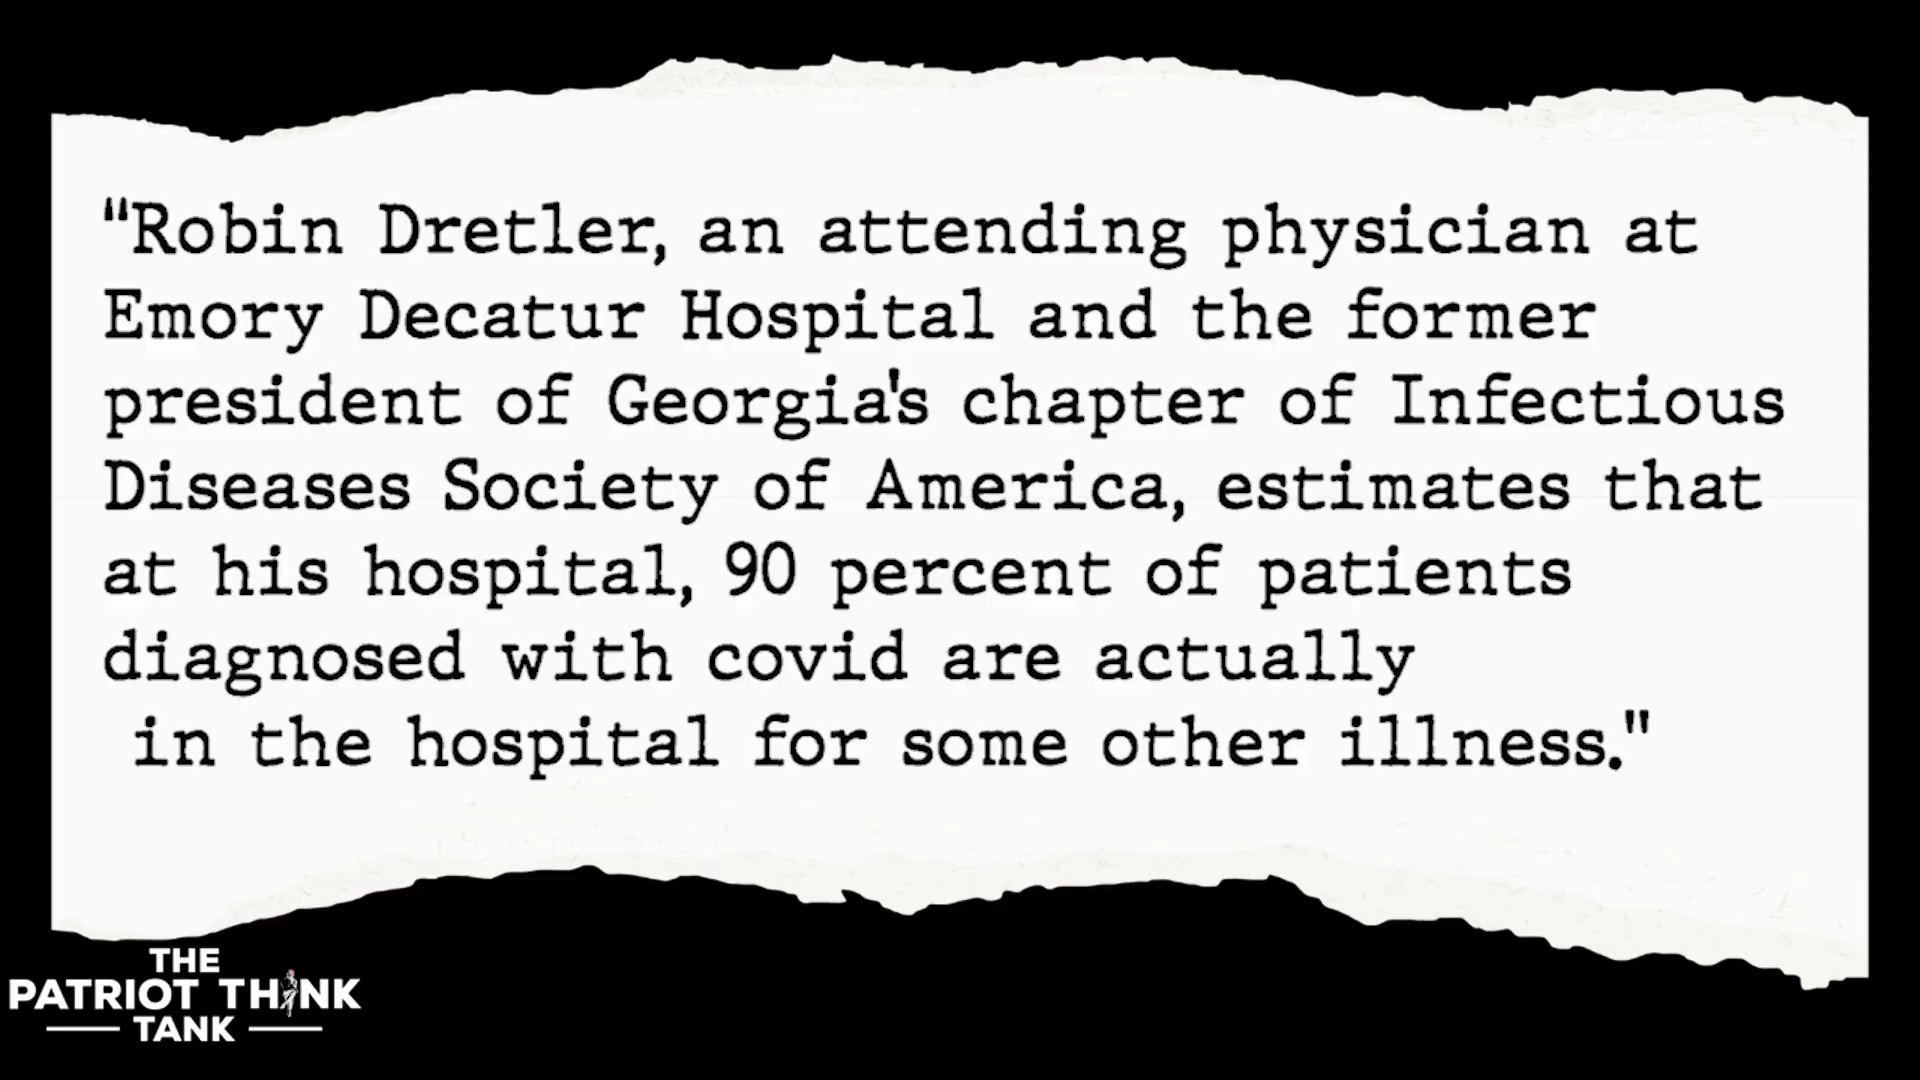 "Robin Dretler, an attending physician at
Emory Decatur Hospital and the former
president of Georgia's chapter of Infectious
Diseases Society of America, estimates that
at his hospital, 90 percent of patients
diagnosed with covid are actually
in the hospital for some other illness."
THE
PATRIOT THINK
TANK